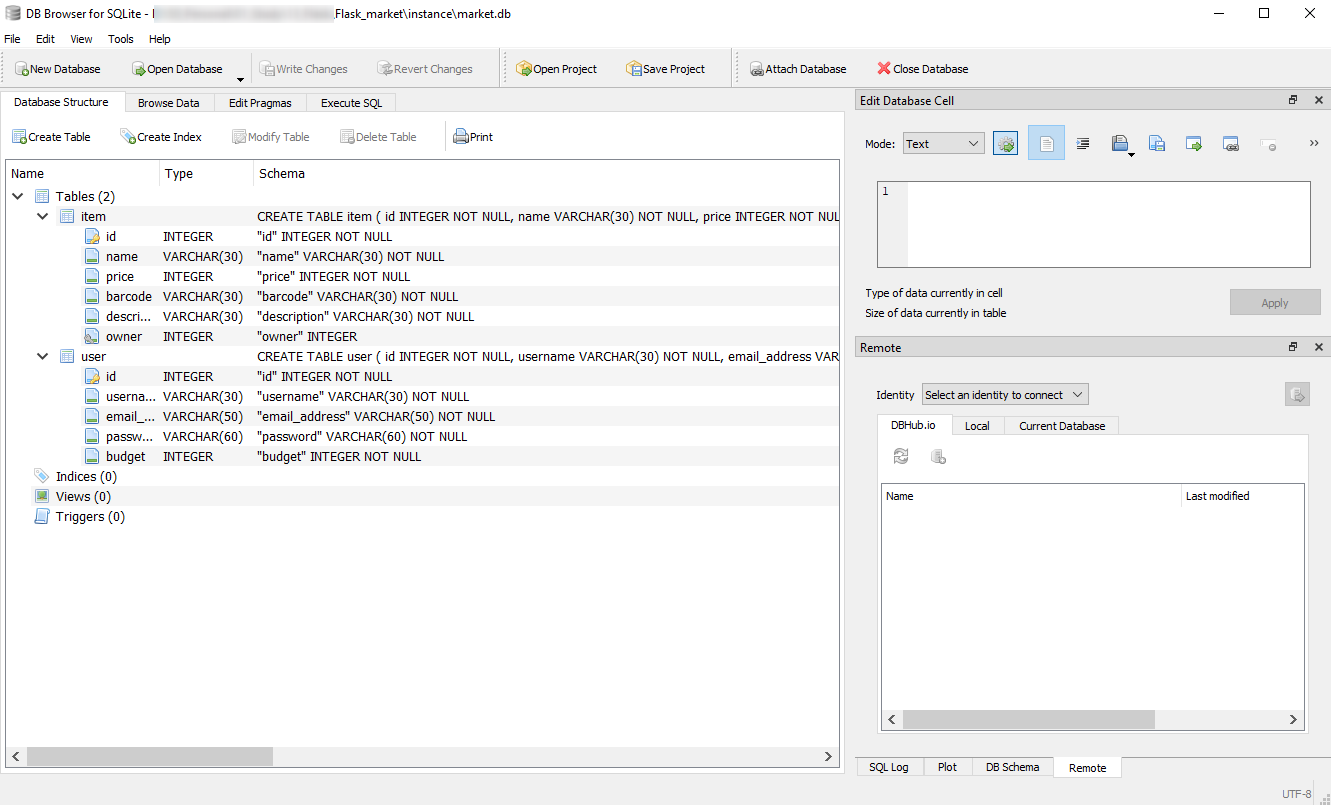 DB Browser for SQLite - Flask_market\instance\market.db
File Edit View Tools Help
New Database Open Database Write Changes Revert Changes Open Project Save Project Attach Database Close Database
Database Structure Browse Data Edit Pragmas Execute SQL
Create Table Create Index Modify Table Delete Table Print
Name Type Schema
Tables (2)
item CREATE TABLE item ( id INTEGER NOT NULL, name VARCHAR(30) NOT NULL, price INTEGER NOT NUL
id INTEGER "id" INTEGER NOT NULL
name VARCHAR(30) "name" VARCHAR(30) NOT NULL
price INTEGER "price" INTEGER NOT NULL
barcode VARCHAR(30) "barcode" VARCHAR(30) NOT NULL
descri... VARCHAR(30) "description" VARCHAR(30) NOT NULL
owner INTEGER "owner" INTEGER
user CREATE TABLE user ( id INTEGER NOT NULL, username VARCHAR(30) NOT NULL, email_address VAR
id INTEGER "id" INTEGER NOT NULL
userna... VARCHAR(30) "username" VARCHAR(30) NOT NULL
email_... VARCHAR(50) "email_address" VARCHAR(50) NOT NULL
passw... VARCHAR(60) "password" VARCHAR(60) NOT NULL
budget INTEGER "budget" INTEGER NOT NULL
Indices (0)
Views (0)
Triggers (0)
Edit Database Cell
Mode: Text
1
Type of data currently in cell
Size of data currently in table
Apply
Remote
Identity Select an identity to connect
DBHub.io Local Current Database
Name Last modified
SQL Log Plot DB Schema Remote
UTF-8